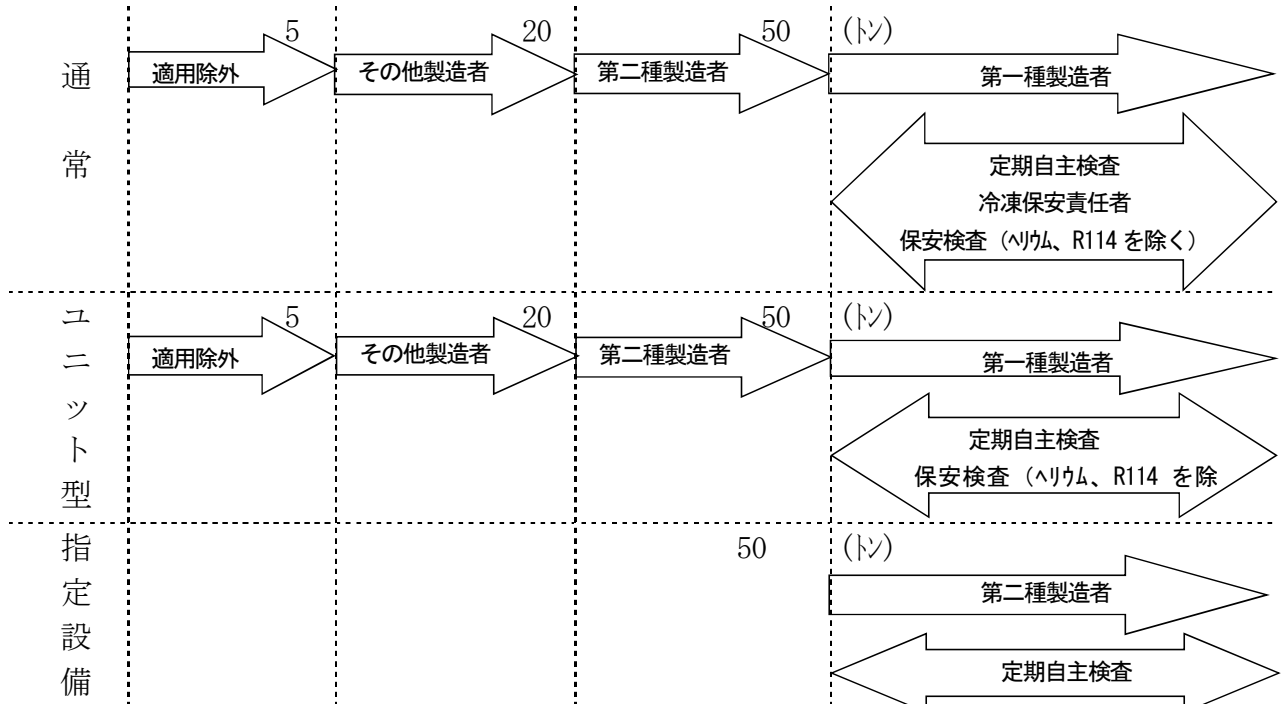 5 20 50 (トン)
通常
適用除外 その他製造者 第二種製造者 第一種製造者
定期自主検査
冷凍保安責任者
保安検査（ヘリウム、R114 を除く）
5 20 50 (トン)
ユニット型
適用除外 その他製造者 第二種製造者 第一種製造者
定期自主検査
保安検査（ヘリウム、R114 を除
50 (トン)
指定設備
第二種製造者
定期自主検査